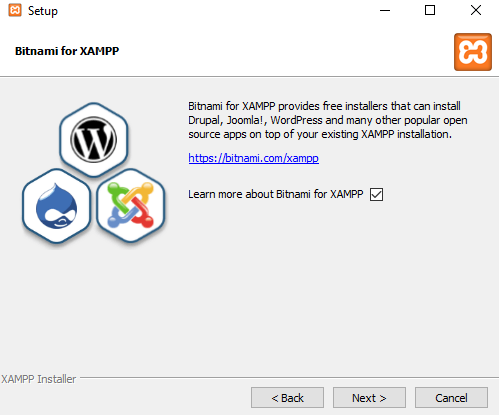 Setup
Bitnami for XAMPP
Bitnami for XAMPP provides free installers that can install
Drupal, Joomla!, WordPress and many other popular open
source apps on top of your existing XAMPP installation.
https://bitnami.com/xampp
Learn more about Bitnami for XAMPP
XAMPP Installer
< Back
Next >
Cancel